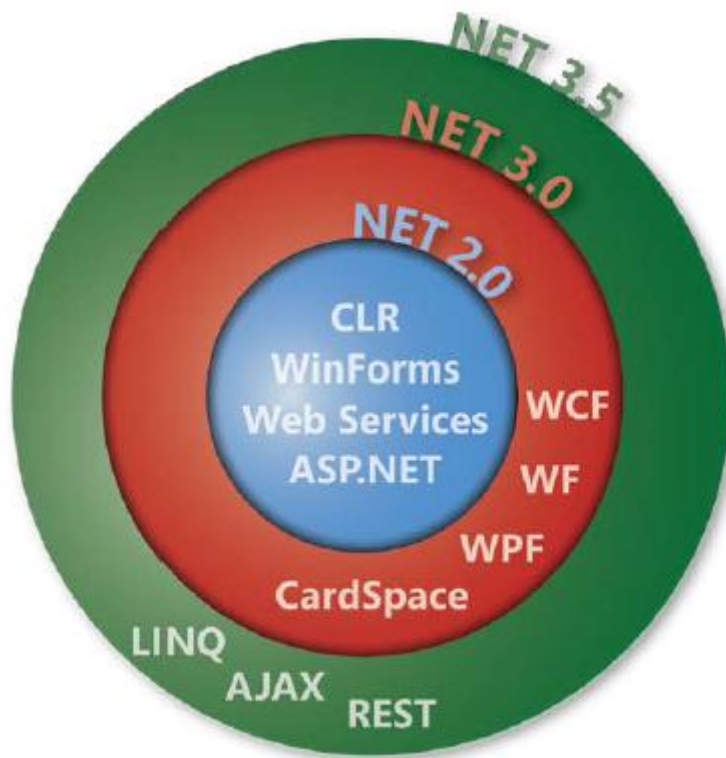 NET 3.5
NET 3.0
NET 2.0
CLR
WinForms
Web Services
ASP.NET
WCF
WF
WPF
CardSpace
LINQ
AJAX
REST